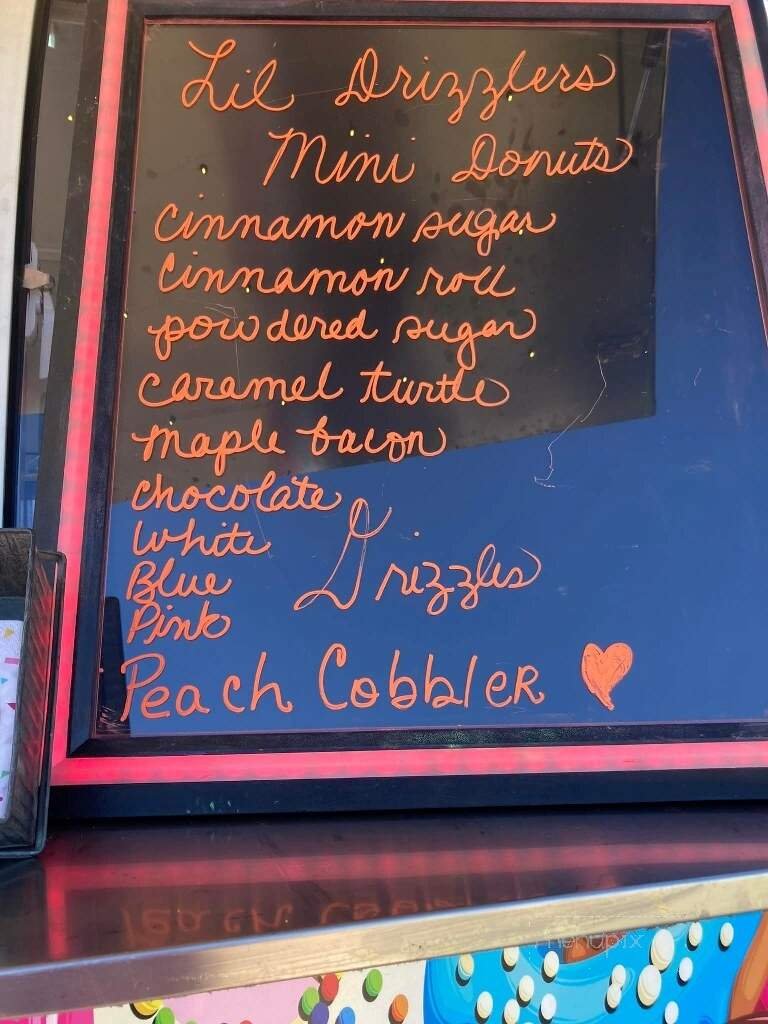 Lil Drizzlers
Mini Donuts
Cinnamon sugar
Cinnamon roll
powdered sugar
caramel turtle
maple bacon
chocolate
White
Blue
Drizzles
Pink
Peach Cobbler
menupix